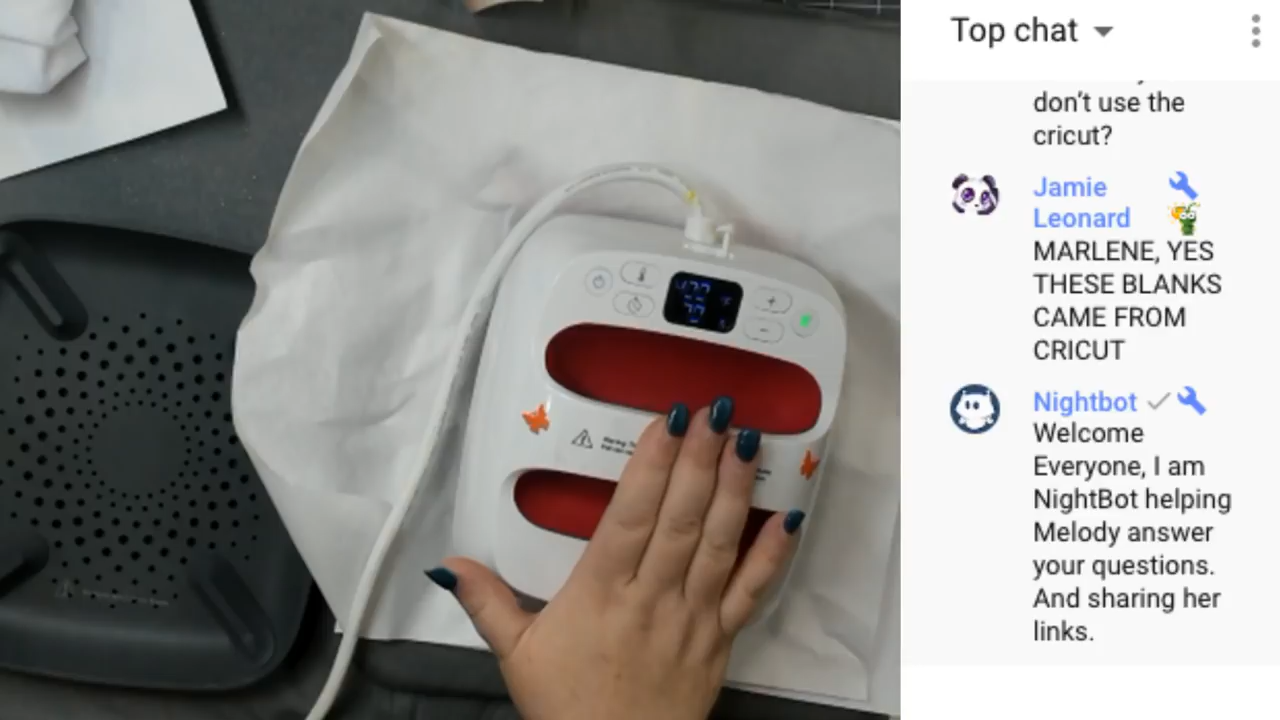 Top chat
don't use the
cricut?
Jamie
Leonard
MARLENE, YES
THESE BLANKS
CAME FROM
CRICUT
Nightbot
Welcome
Everyone, I am
NightBot helping
Melody answer
your questions.
And sharing her
links.